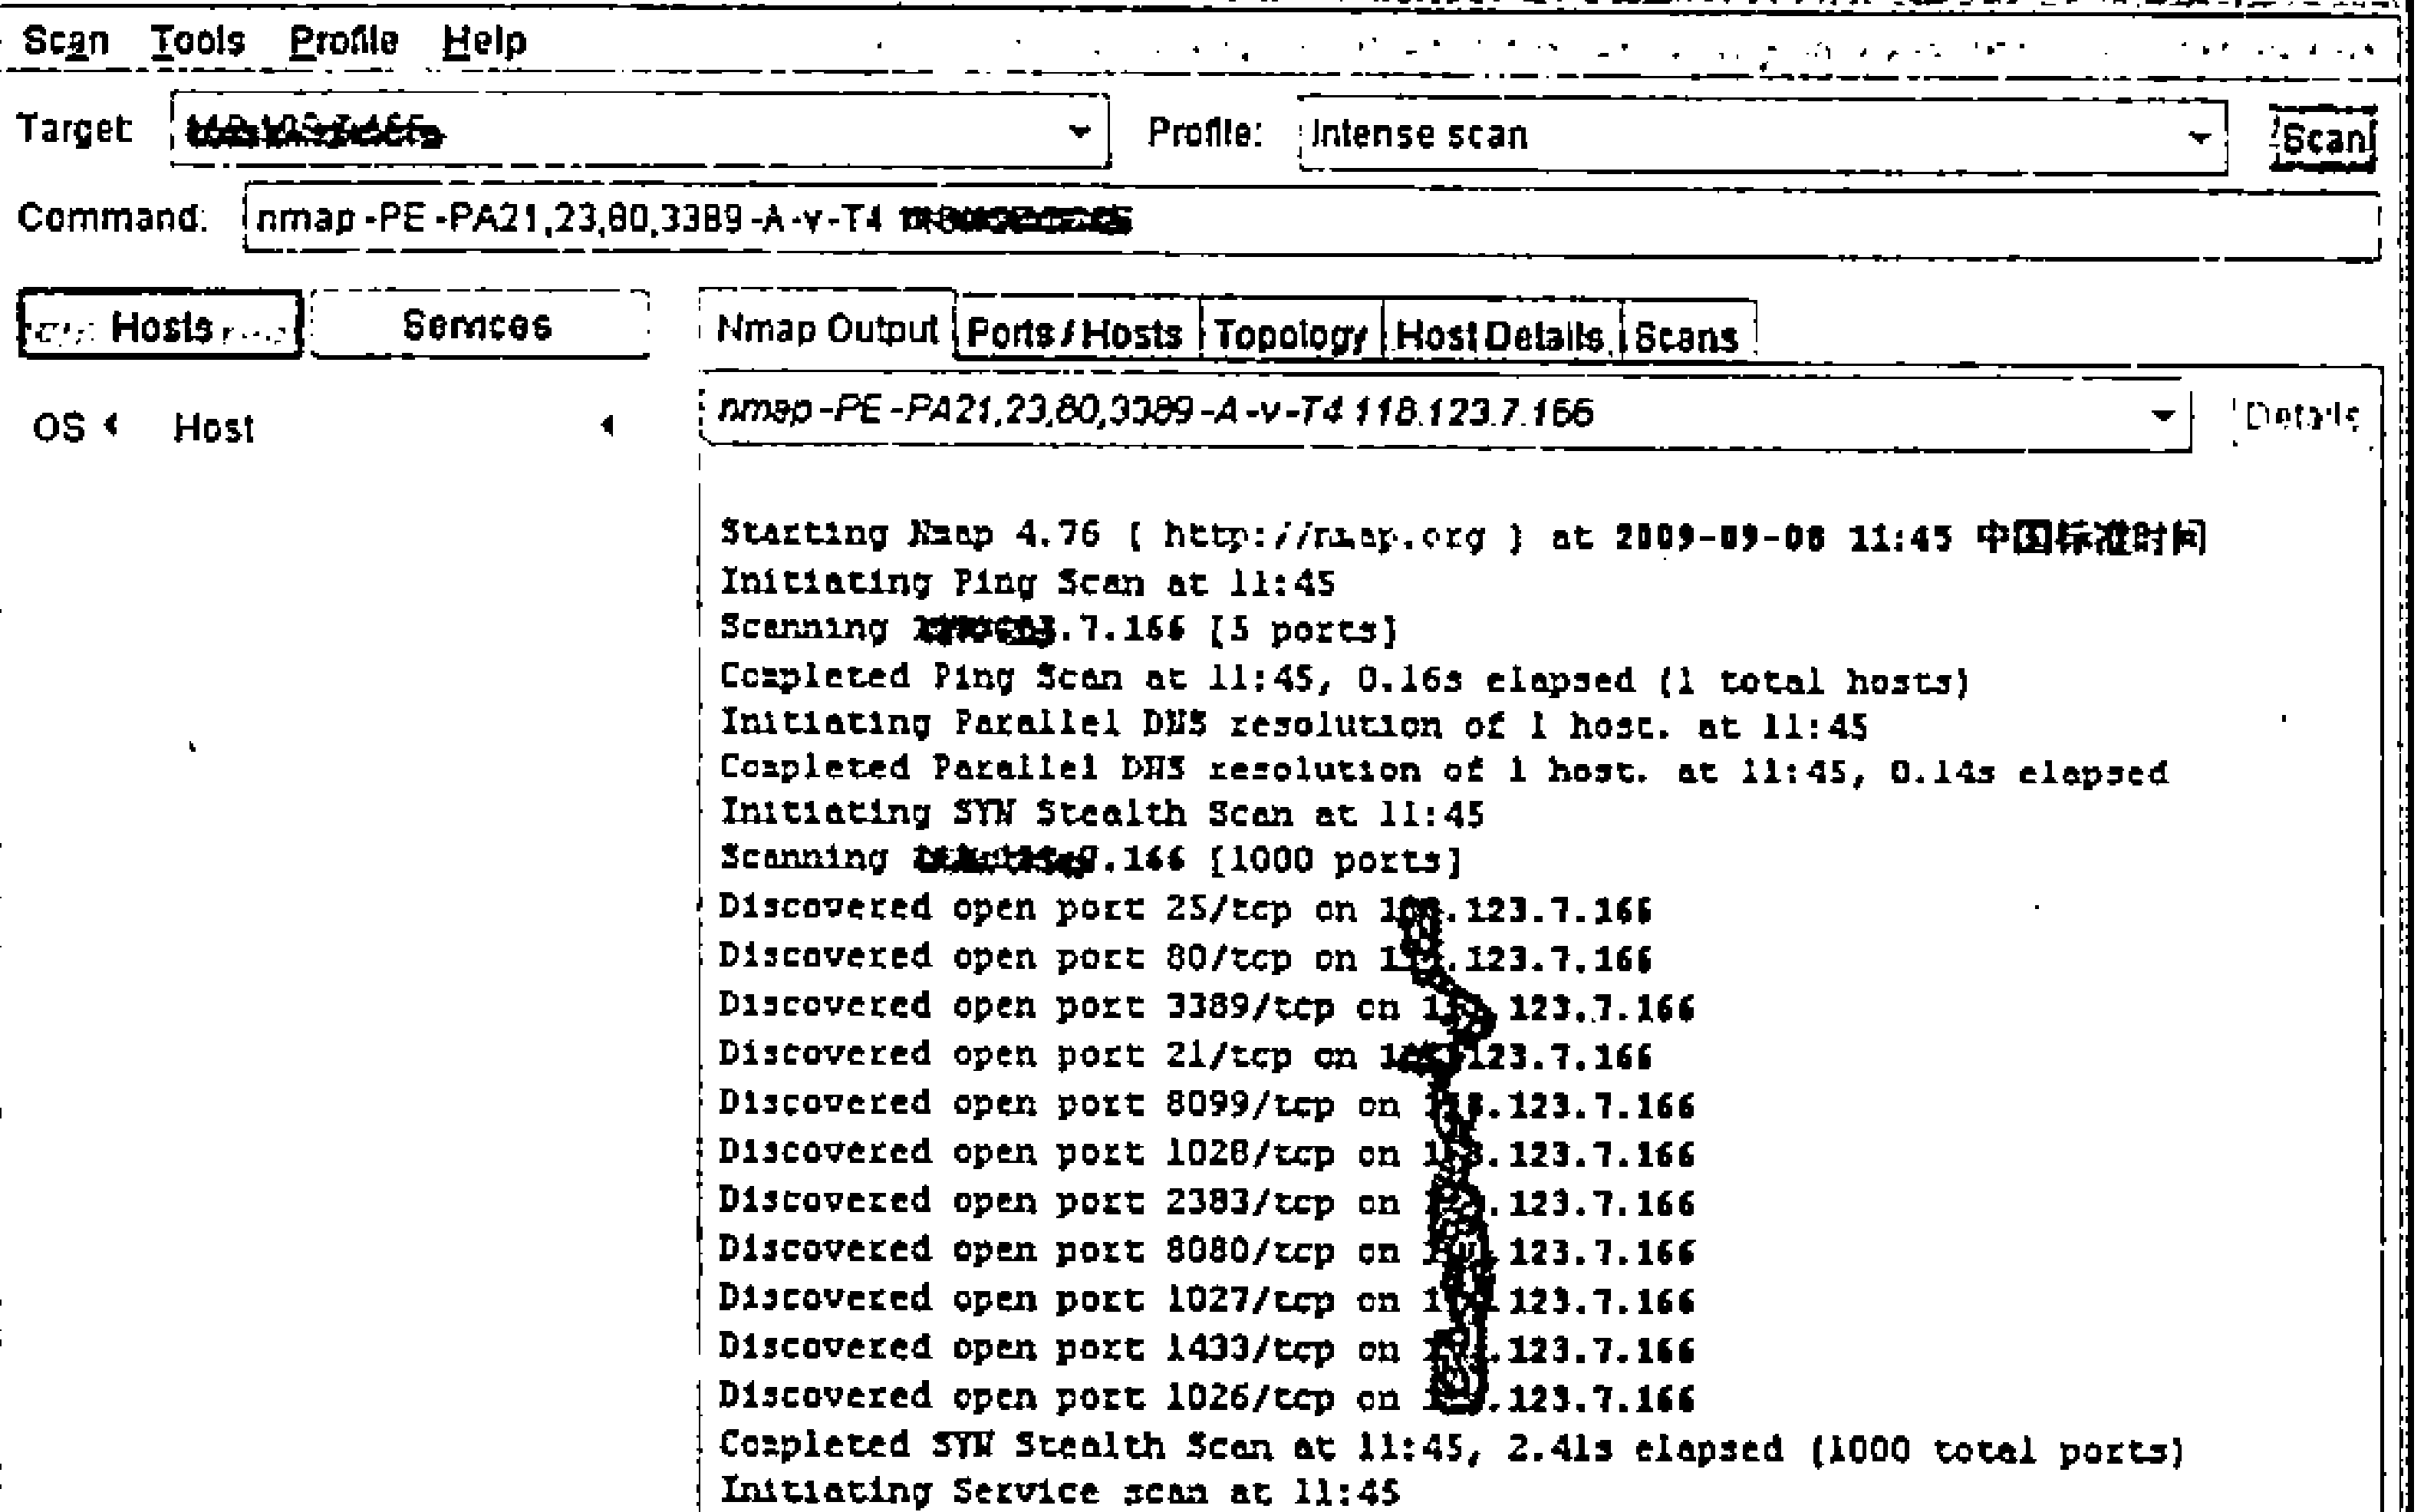 Scan Tools Profile Help
Target: Profile: Intense scan Scan
Command: nmap -PE -PA21,23,80,3389 -A -v -T4
Hosts Services Nmap Output Ports / Hosts Topology Host Details Scans
OS Host nmap -PE -PA21,23,80,3389 -A -v -T4 118.123.7.166 Details
Starting Nmap 4.76 ( http://nmap.org ) at 2009-09-08 11:45 中国标准时间
Initiating Ping Scan at 11:45
Scanning .7.166 [5 ports]
Completed Ping Scan at 11:45, 0.16s elapsed (1 total hosts)
Initiating Parallel DNS resolution of 1 host. at 11:45
Completed Parallel DNS resolution of 1 host. at 11:45, 0.14s elapsed
Initiating SYN Stealth Scan at 11:45
Scanning .166 [1000 ports]
Discovered open port 25/tcp on .123.7.166
Discovered open port 80/tcp on .123.7.166
Discovered open port 3389/tcp on 123.7.166
Discovered open port 21/tcp on 123.7.166
Discovered open port 8099/tcp on .123.7.166
Discovered open port 1028/tcp on .123.7.166
Discovered open port 2383/tcp on .123.7.166
Discovered open port 8080/tcp on 123.7.166
Discovered open port 1027/tcp on 123.7.166
Discovered open port 1433/tcp on .123.7.166
Discovered open port 1026/tcp on .123.7.166
Completed SYN Stealth Scan at 11:45, 2.41s elapsed (1000 total ports)
Initiating Service scan at 11:45